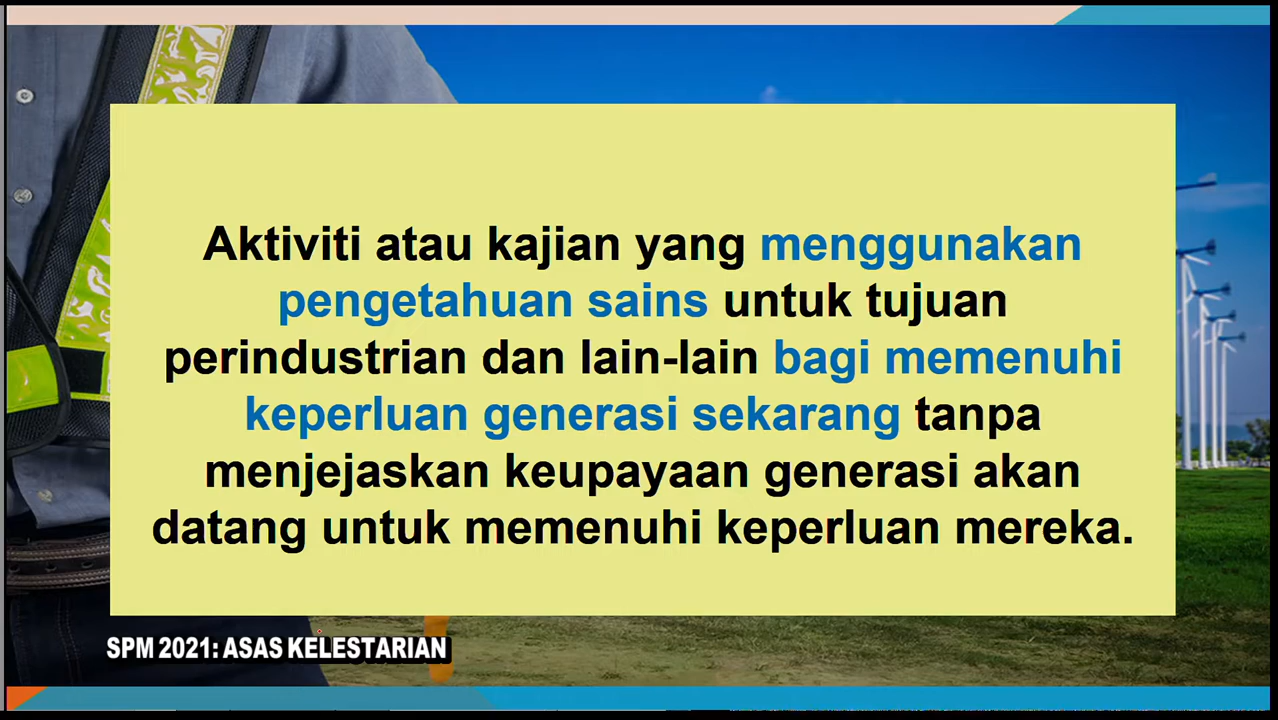 Aktiviti atau kajian yang menggunakan
pengetahuan sains untuk tujuan
perindustrian dan lain-lain bagi memenuhi
keperluan generasi sekarang tanpa
menjejaskan keupayaan generasi akan
datang untuk memenuhi keperluan mereka.
SPM 2021: ASAS KELESTARIAN